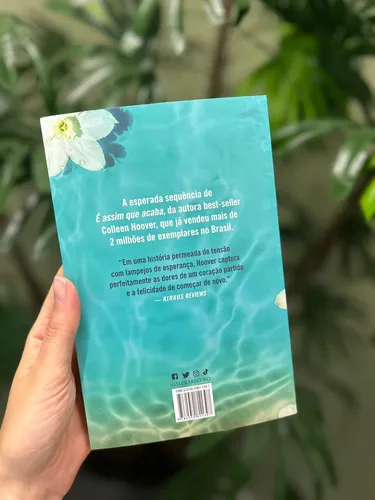 A esperada sequência de
É assim que acaba, da autora best-seller
Colleen Hoover, que já vendeu mais de
2 milhões de exemplares no Brasil.
"Em uma história permeada de tensão
com lampejos de esperança, Hoover captura
perfeitamente as dores de um coração partido
e a felicidade de começar de novo."
— KIRKUS REVIEWS
GALERARECORD